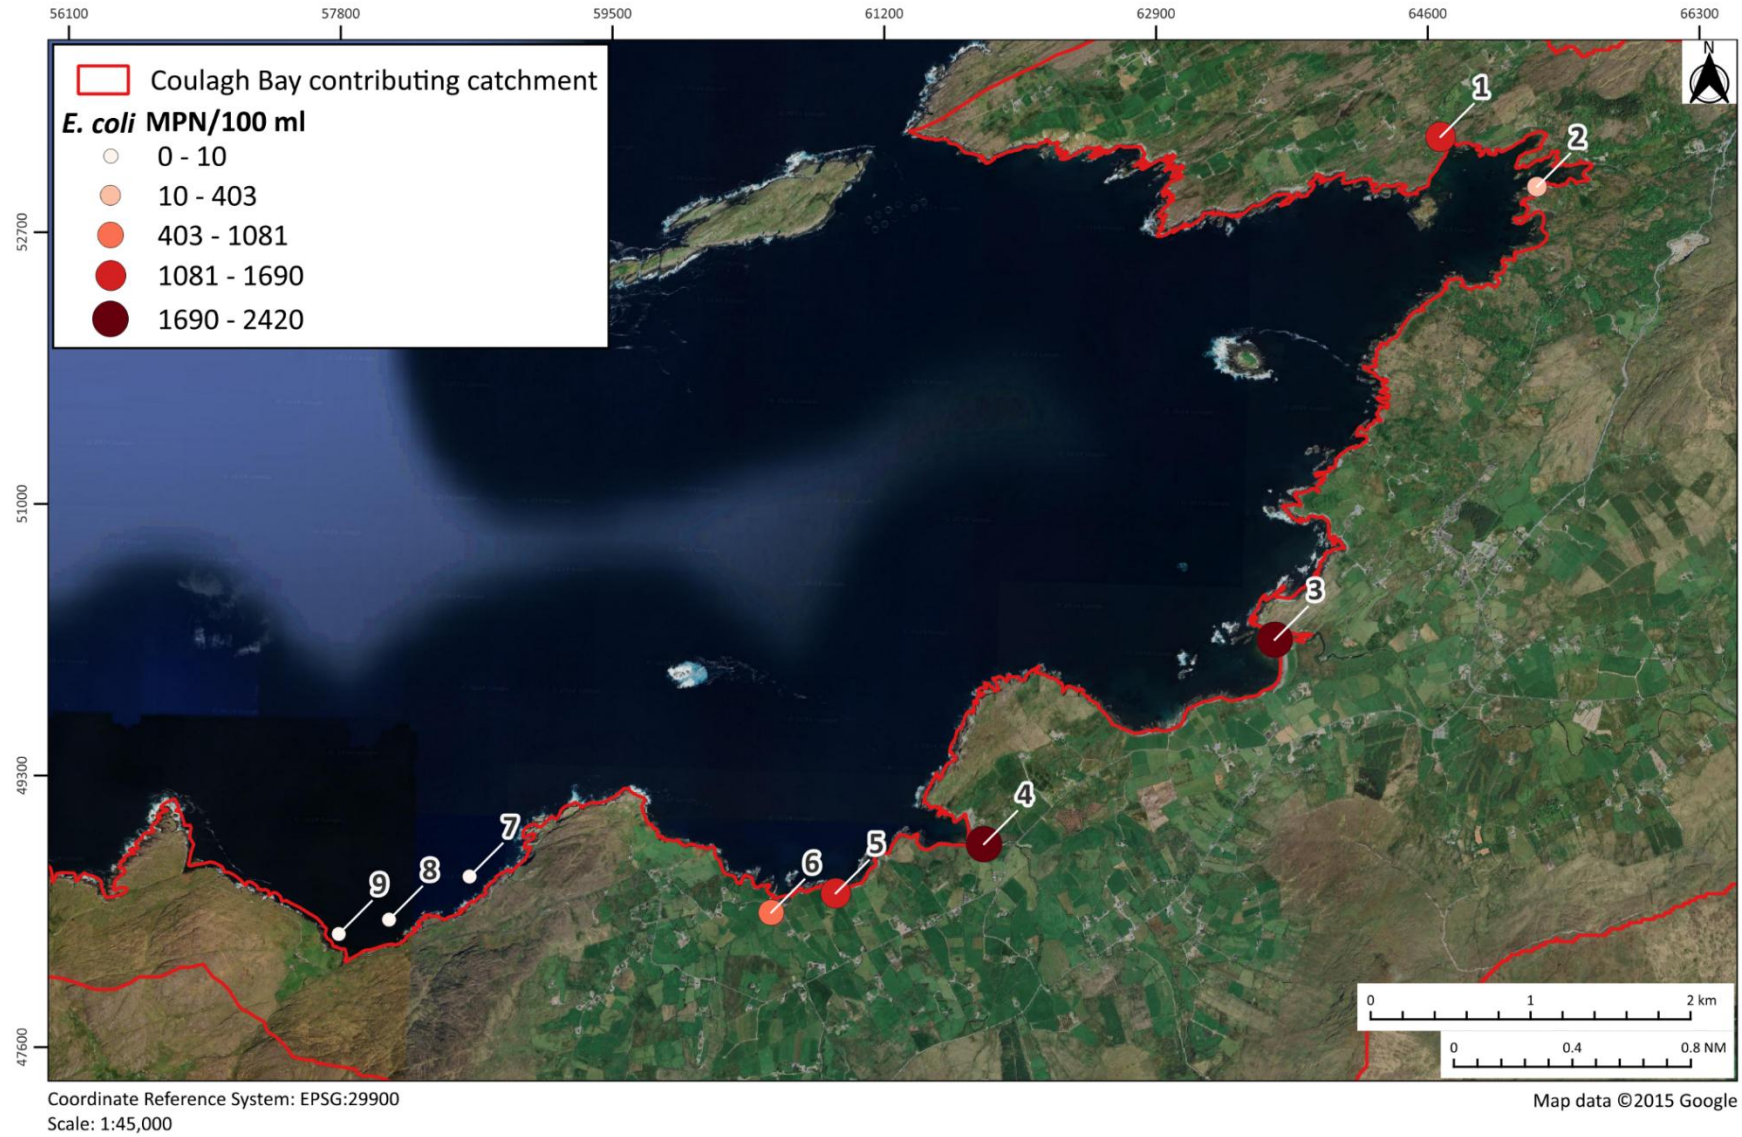 56100 57800 59500 61200 62900 64600 66300
N
Coulagh Bay contributing catchment
E. coli MPN/100 ml
0 - 10
10 - 403
403 - 1081
1081 - 1690
1690 - 2420
1
2
52700
51000
3
49300
4
7
5
6
8
9
0 1 2 km
47600
0 0.4 0.8 NM
Coordinate Reference System: EPSG:29900
Map data ©2015 Google
Scale: 1:45,000